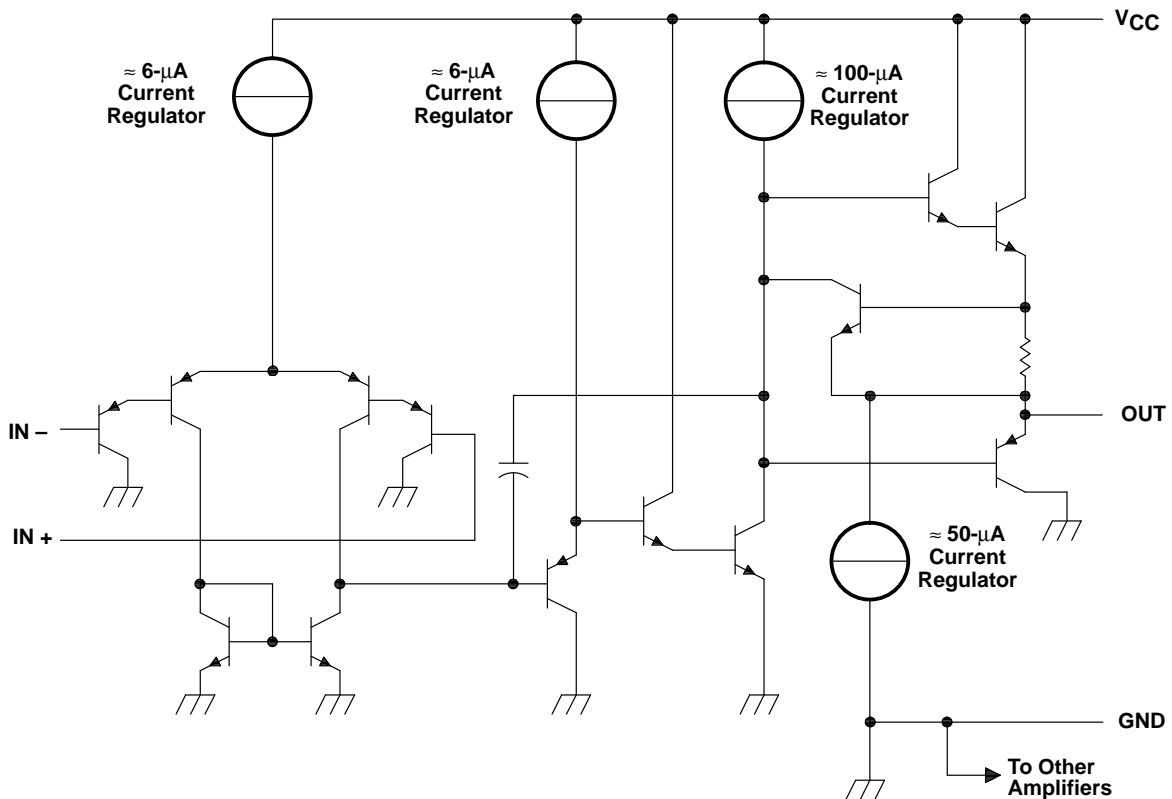 VCC
≈ 6-μA
Current
Regulator
≈ 6-μA
Current
Regulator
≈ 100-μA
Current
Regulator
IN –
OUT
IN +
≈ 50-μA
Current
Regulator
GND
To Other
Amplifiers